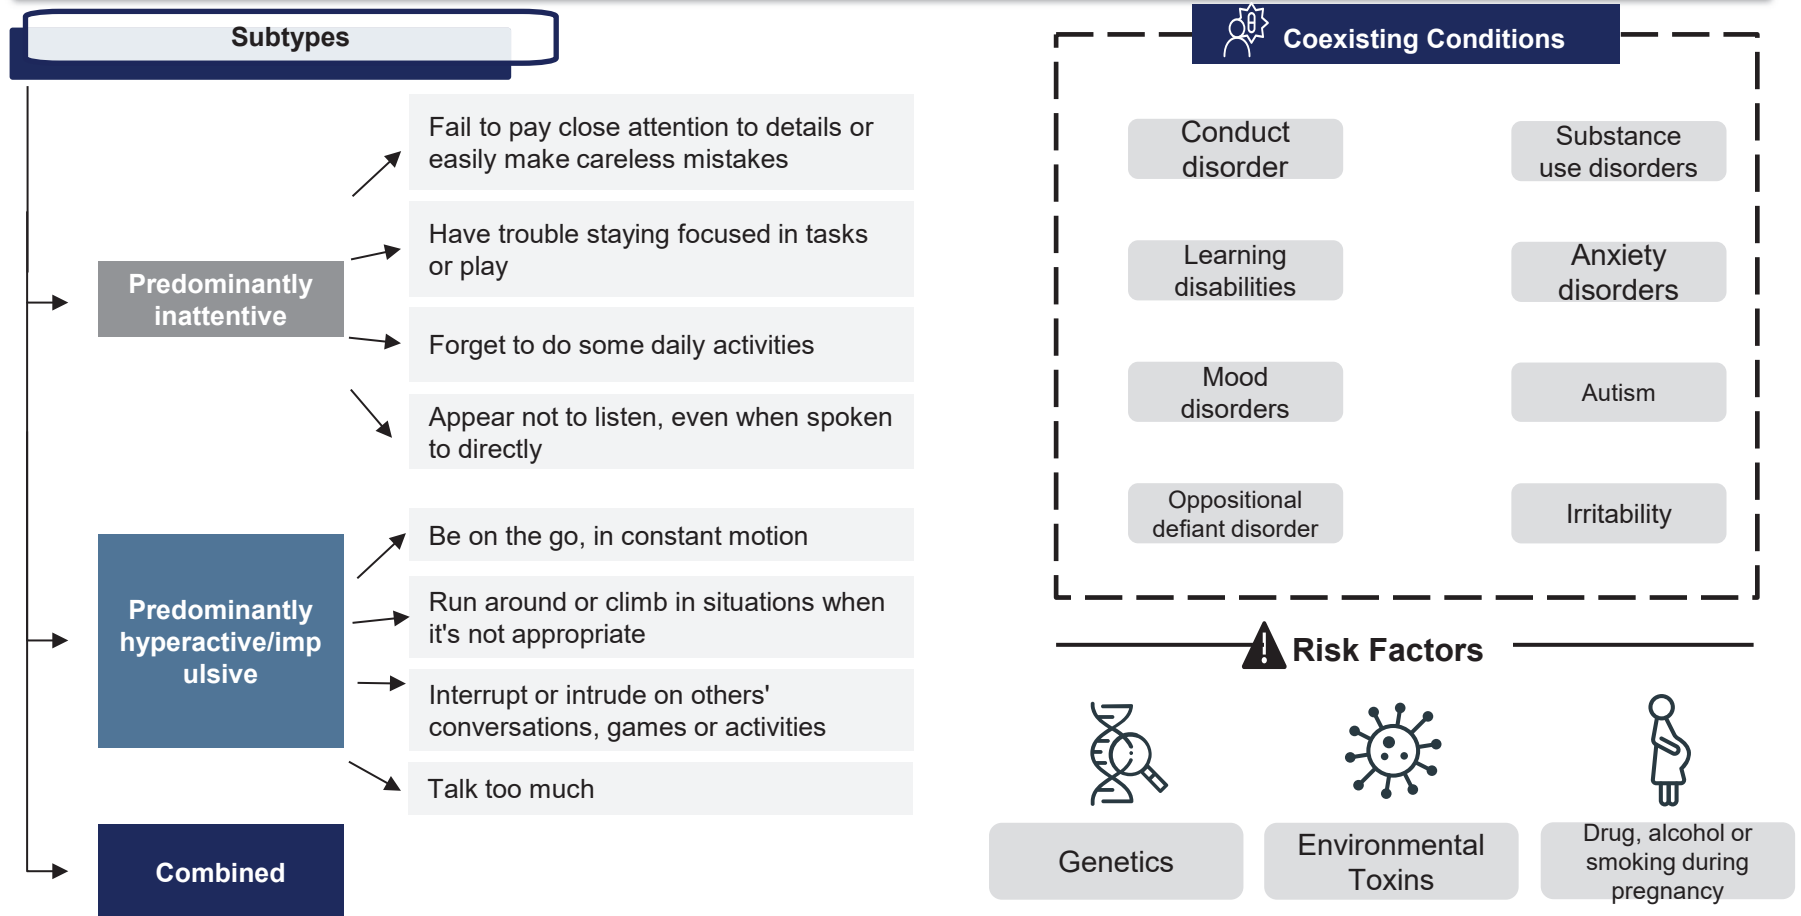 Subtypes
Predominantly
inattentive
Fail to pay close attention to details or
easily make careless mistakes
Have trouble staying focused in tasks
or play
Forget to do some daily activities
Appear not to listen, even when spoken
to directly
Predominantly
hyperactive/imp
ulsive
Be on the go, in constant motion
Run around or climb in situations when
it's not appropriate
Interrupt or intrude on others'
conversations, games or activities
Talk too much
Combined
Coexisting Conditions
Conduct
disorder
Substance
use disorders
Learning
disabilities
Anxiety
disorders
Mood
disorders
Autism
Oppositional
defiant disorder
Irritability
Risk Factors
Genetics
Environmental
Toxins
Drug, alcohol or
smoking during
pregnancy